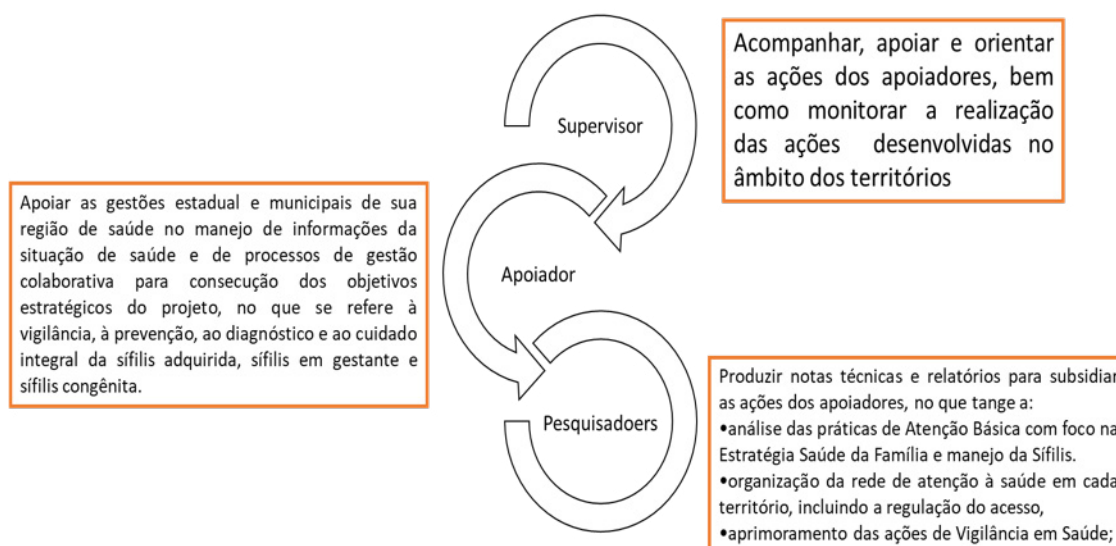 Supervisor
Acompanhar, apoiar e orientar
as ações dos apoiadores, bem
como monitorar a realização
das ações desenvolvidas no
âmbito dos territórios
Apoiar as gestões estadual e municipais de sua
região de saúde no manejo de informações da
situação de saúde e de processos de gestão
colaborativa para consecução dos objetivos
estratégicos do projeto, no que se refere à
vigilância, à prevenção, ao diagnóstico e ao cuidado
integral da sífilis adquirida, sífilis em gestante e
sífilis congênita.
Apoiador
Pesquisadoers
Produzir notas técnicas e relatórios para subsidiar
as ações dos apoiadores, no que tange a:
•análise das práticas de Atenção Básica com foco na
Estratégia Saúde da Família e manejo da Sífilis.
•organização da rede de atenção à saúde em cada
território, incluindo a regulação do acesso,
•aprimoramento das ações de Vigilância em Saúde;